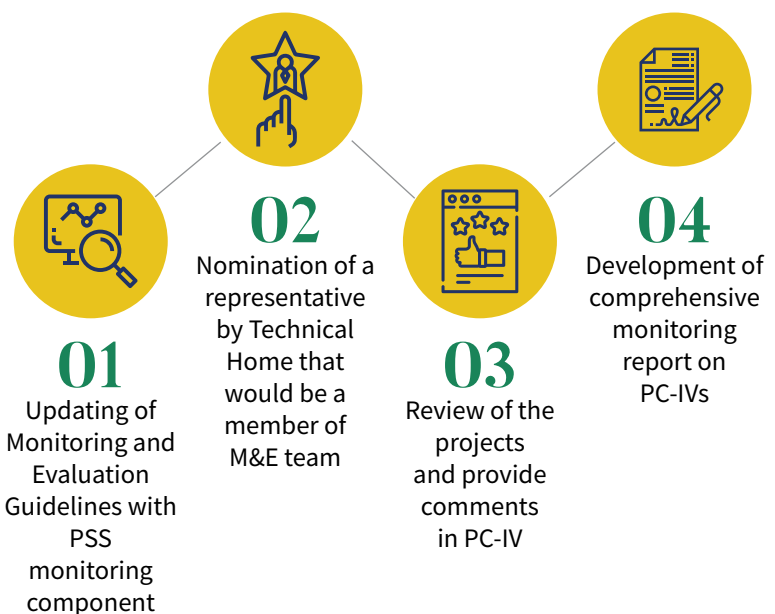 01
Updating of
Monitoring and
Evaluation
Guidelines with
PSS
monitoring
component
02
Nomination of a
representative
by Technical
Home that
would be a
member of
M&E team
03
Review of the
projects
and provide
comments
in PC-IV
04
Development of
comprehensive
monitoring
report on
PC-IVs